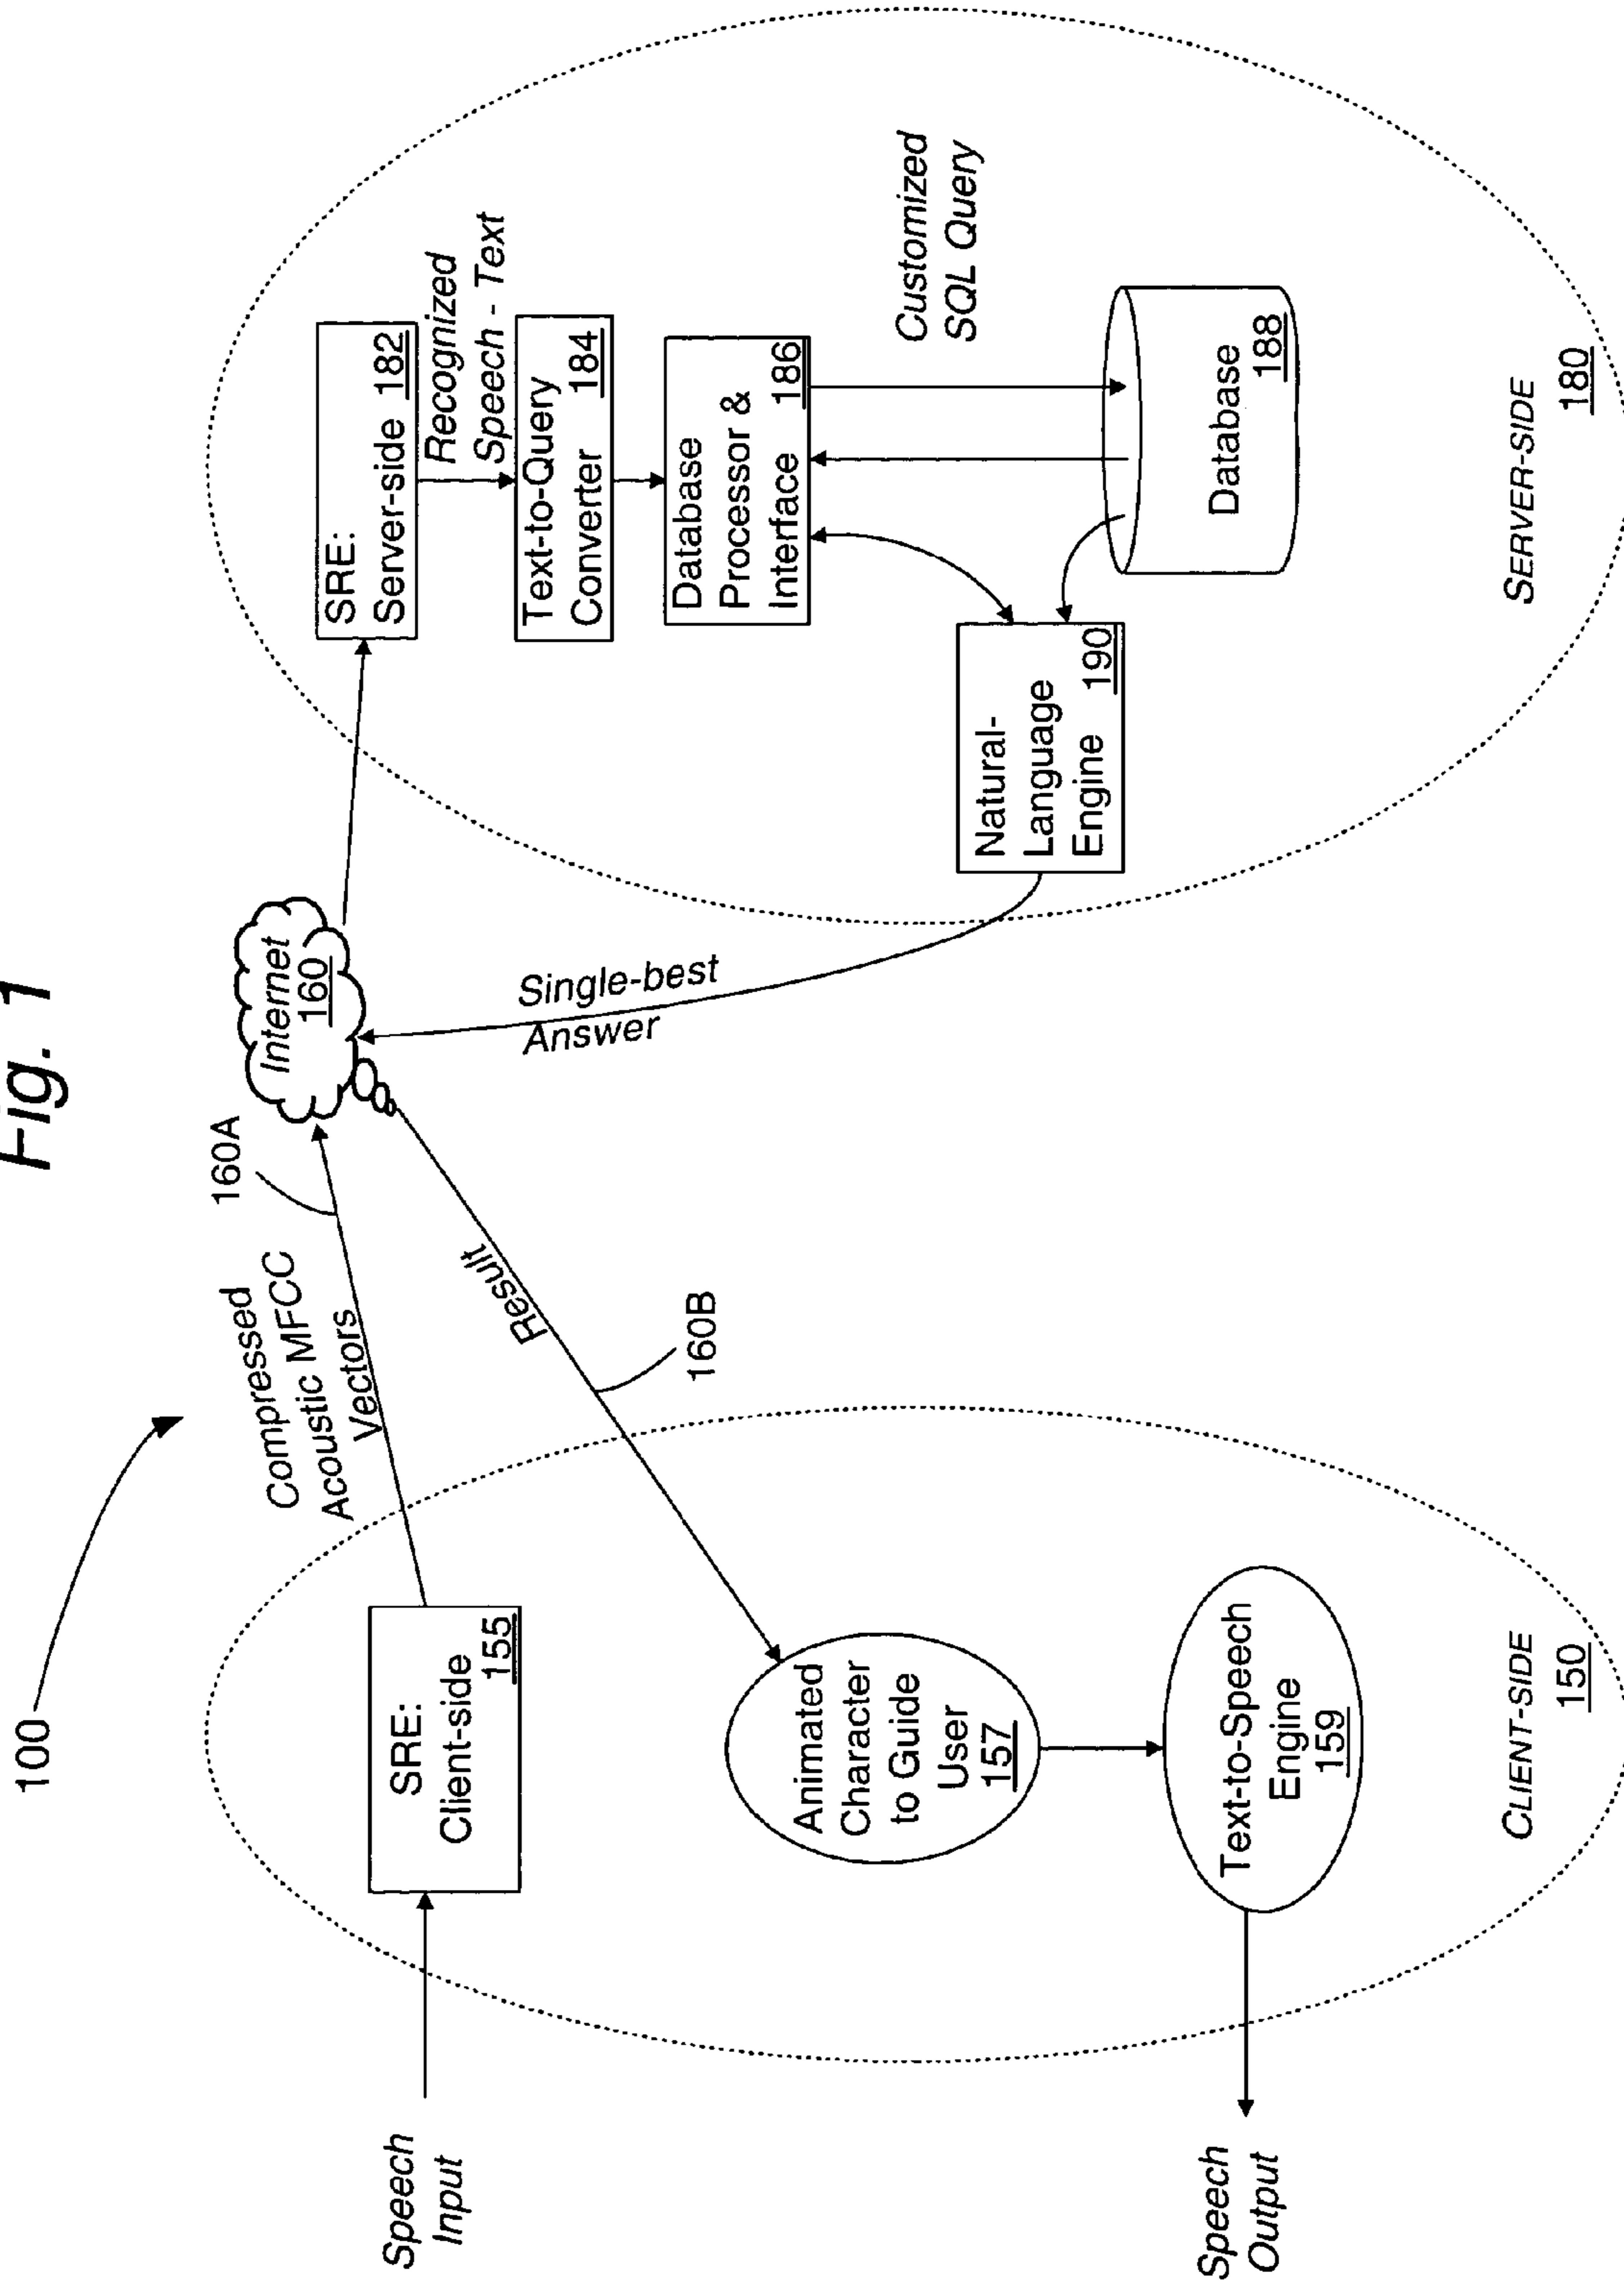 Fig. 1
100
Speech
Input
SRE:
Client-side
155
Compressed
Acoustic MFCC
Vectors
160A
Internet
160
Result
160B
Single-best
Answer
Animated
Character
to Guide
User
157
Text-to-Speech
Engine
159
Speech
Output
CLIENT-SIDE
150
SRE:
Server-side 182
Recognized
Speech - Text
Text-to-Query
Converter 184
Database
Processor &
Interface 186
Customized
SQL Query
Natural-
Language
Engine 190
Database
188
SERVER-SIDE
180